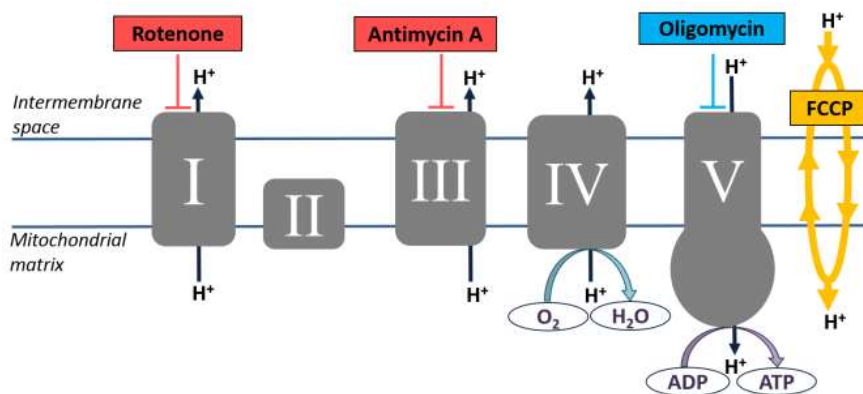 Rotenone
Antimycin A
Oligomycin
H⁺
H⁺
H⁺
H⁺
H⁺
Intermembrane
space
FCCP
I
II
III
IV
V
Mitochondrial
matrix
H⁺
H⁺
H⁺
H⁺
O₂
H₂O
H⁺
ADP
ATP